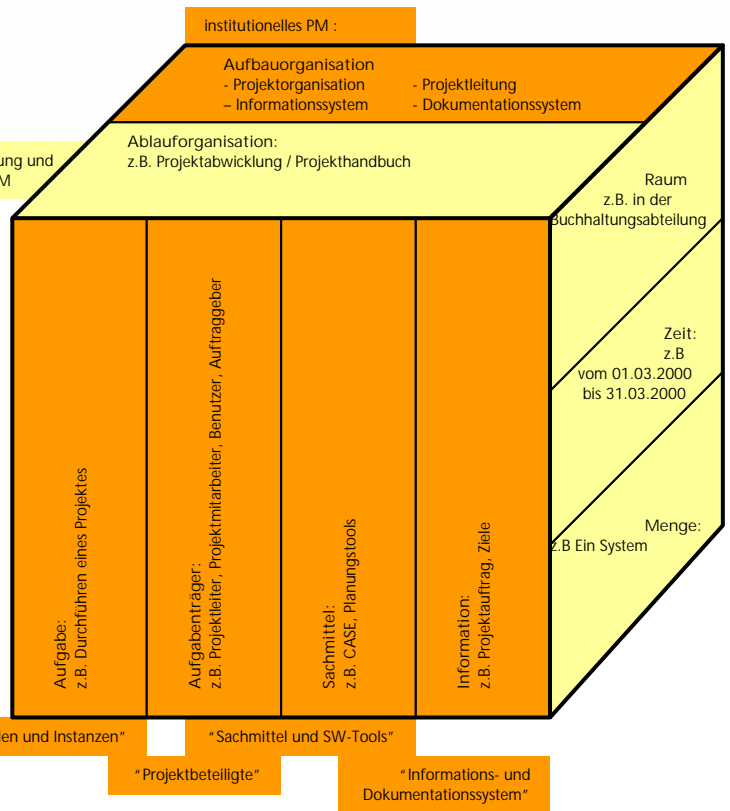 institutionelles PM :
Aufbauorganisation
- Projektorganisation - Projektleitung
– Informationssystem - Dokumentationssystem
Ablauforganisation:
z.B. Projektabwicklung / Projekthandbuch
und
Raum
z.B. in der
Buchhaltungsabteilung
Zeit:
z.B
vom 01.03.2000
bis 31.03.2000
Menge:
z.B Ein System
Aufgabe:
z.B. Durchführen eines Projektes
Aufgabenträger:
z.B. Projektleiter, Projektmitarbeiter, Benutzer, Auftraggeber
Sachmittel:
z.B. CASE, Planungstools
Information:
z.B. Projektauftrag, Ziele
und Instanzen"
"Sachmittel und SW-Tools"
"Projektbeteiligte"
"Informations- und
Dokumentationssystem"